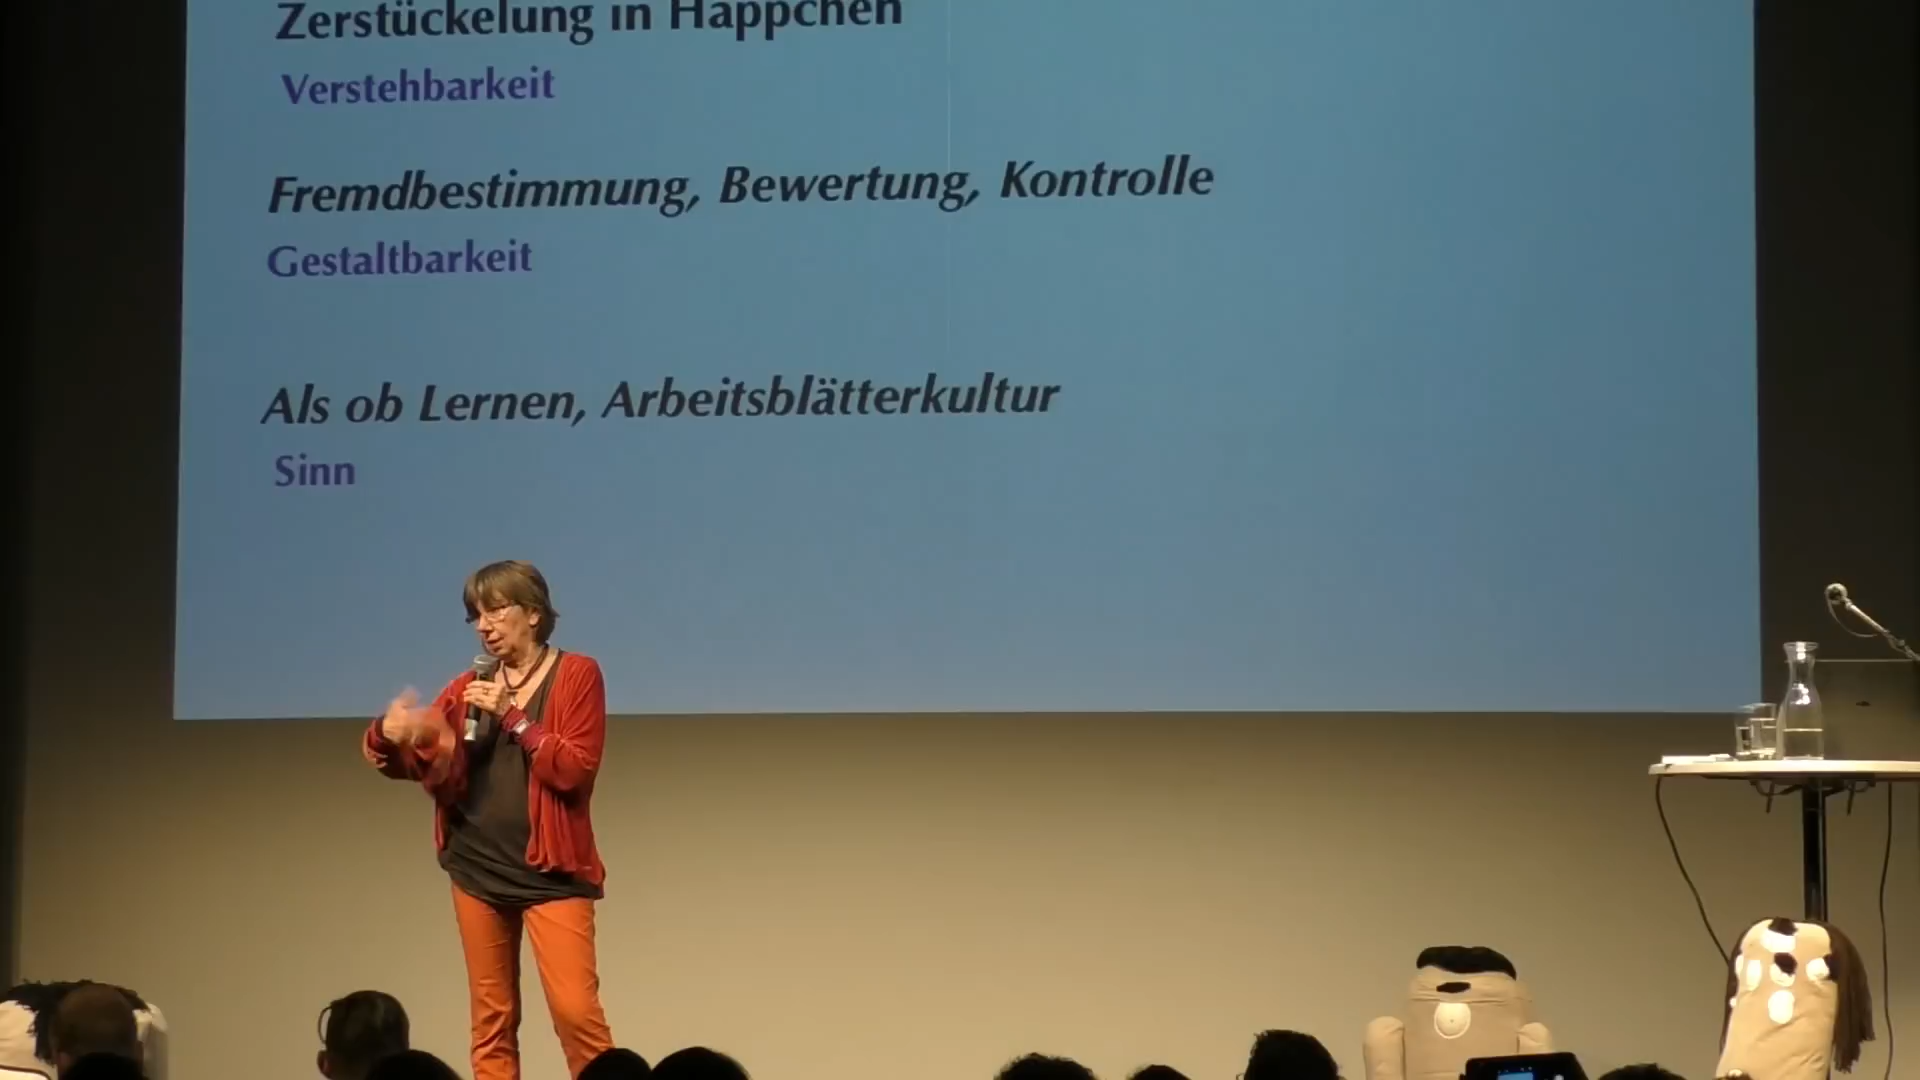 Zerstückelung in Häppchen
Verstehbarkeit
Fremdbestimmung, Bewertung, Kontrolle
Gestaltbarkeit
Als ob Lernen, Arbeitsblätterkultur
Sinn